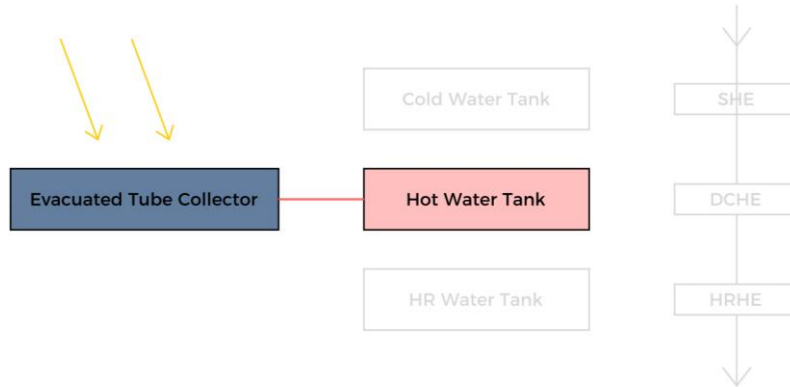 Cold Water Tank
SHE
Evacuated Tube Collector
Hot Water Tank
DCHE
HR Water Tank
HRHE